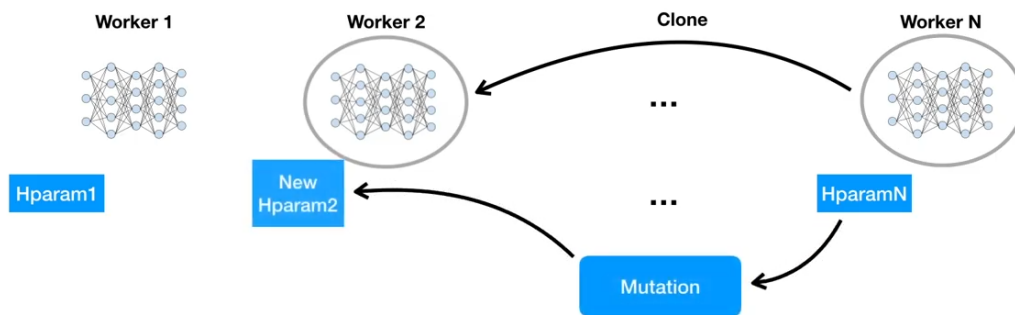 Worker 1
Worker 2
Clone
Worker N
...
Hparam1
New
Hparam2
...
HparamN
Mutation